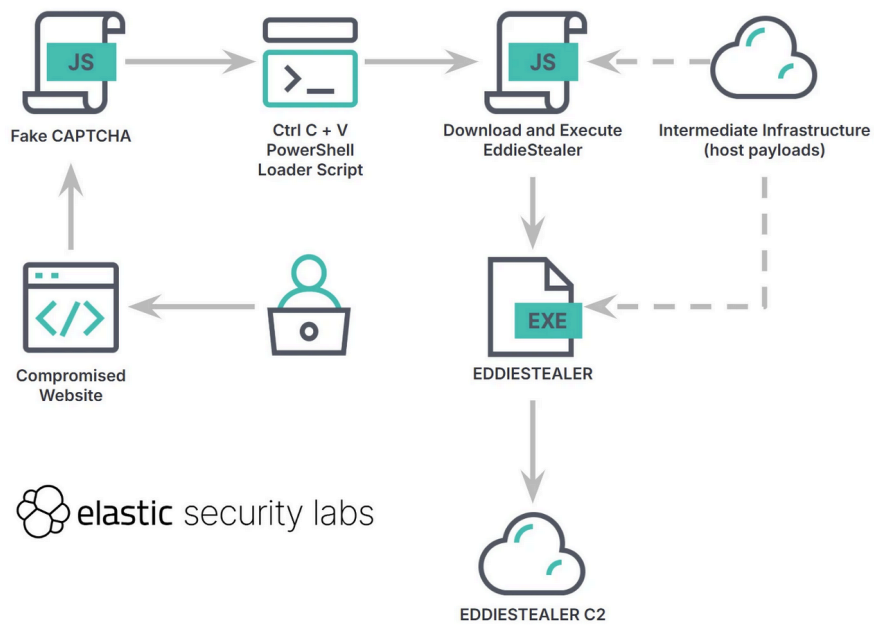 JS
Fake CAPTCHA
>_
Ctrl C + V
PowerShell
Loader Script
JS
Download and Execute
EddieStealer
Intermediate Infrastructure
(host payloads)
</>
Compromised
Website
EXE
EDDIESTEALER
elastic security labs
EDDIESTEALER C2